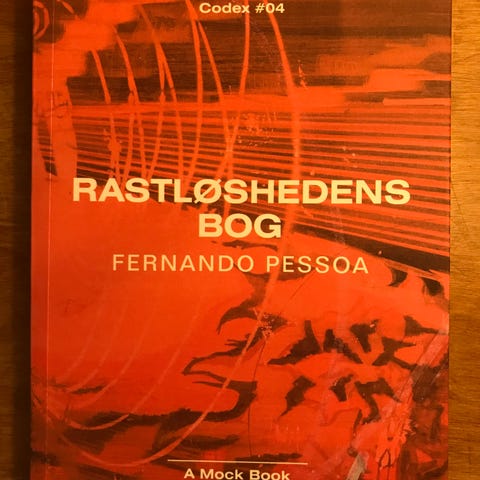 Codex #04
RASTLØSHEDENS
BOG
FERNANDO PESSOA
A Mock Book